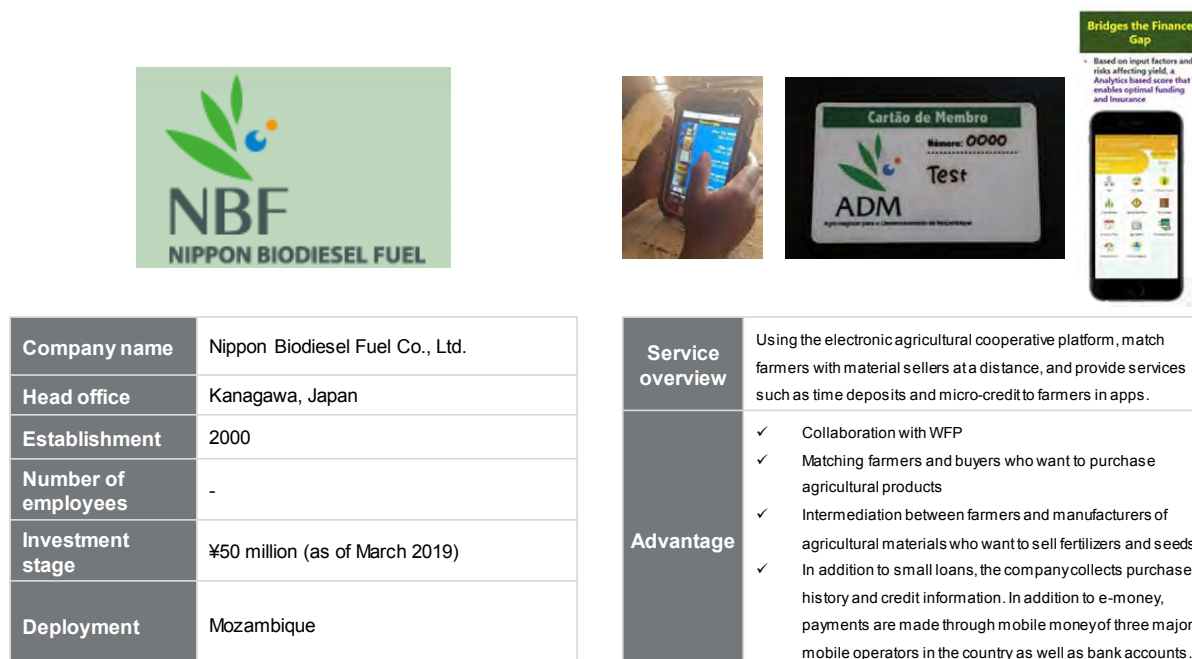 NBF
NIPPON BIODIESEL FUEL
Cartão de Membro
Número: 0000
Test
ADM
Agro-negócio para o Desenvolvimento de Moçambique
Bridges the Finance
Gap
• Based on input factors and
risks affecting yield, a
Analytics based score that
enables optimal funding
and Insurance
Company name
Nippon Biodiesel Fuel Co., Ltd.
Head office
Kanagawa, Japan
Establishment
2000
Number of
employees
-
Investment
stage
¥50 million (as of March 2019)
Deployment
Mozambique
Service
overview
Using the electronic agricultural cooperative platform, match
farmers with material sellers at a distance, and provide services
such as time deposits and micro-credit to farmers in apps.
Advantage
✓ Collaboration with WFP
✓ Matching farmers and buyers who want to purchase
agricultural products
✓ Intermediation between farmers and manufacturers of
agricultural materials who want to sell fertilizers and seeds
✓ In addition to small loans, the company collects purchase
history and credit information. In addition to e-money,
payments are made through mobile money of three major
mobile operators in the country as well as bank accounts.